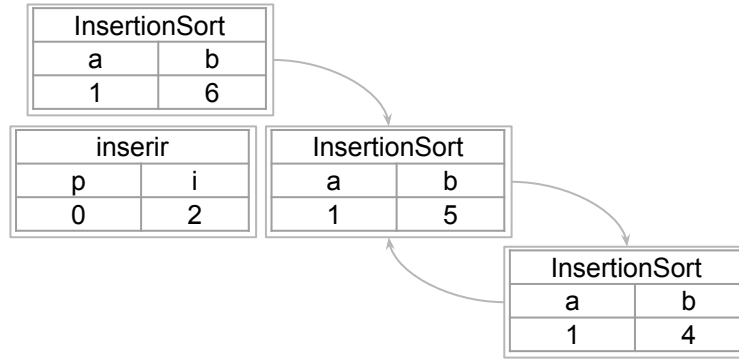 InsertionSort
a b
1 6
inserir
p i
0 2
InsertionSort
a b
1 5
InsertionSort
a b
1 4